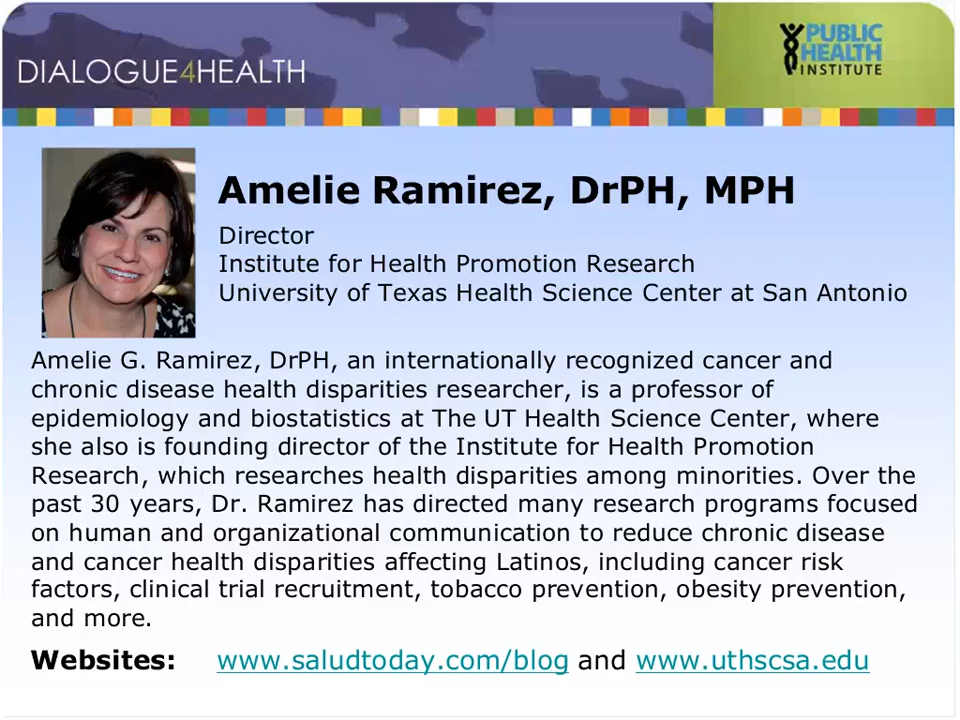 DIALOGUE4HEALTH
PUBLIC
HEALTH
INSTITUTE
Amelie Ramirez, DrPH, MPH
Director
Institute for Health Promotion Research
University of Texas Health Science Center at San Antonio
Amelie G. Ramirez, DrPH, an internationally recognized cancer and
chronic disease health disparities researcher, is a professor of
epidemiology and biostatistics at The UT Health Science Center, where
she also is founding director of the Institute for Health Promotion
Research, which researches health disparities among minorities. Over the
past 30 years, Dr. Ramirez has directed many research programs focused
on human and organizational communication to reduce chronic disease
and cancer health disparities affecting Latinos, including cancer risk
factors, clinical trial recruitment, tobacco prevention, obesity prevention,
and more.
Websites: www.saludtoday.com/blog and www.uthscsa.edu